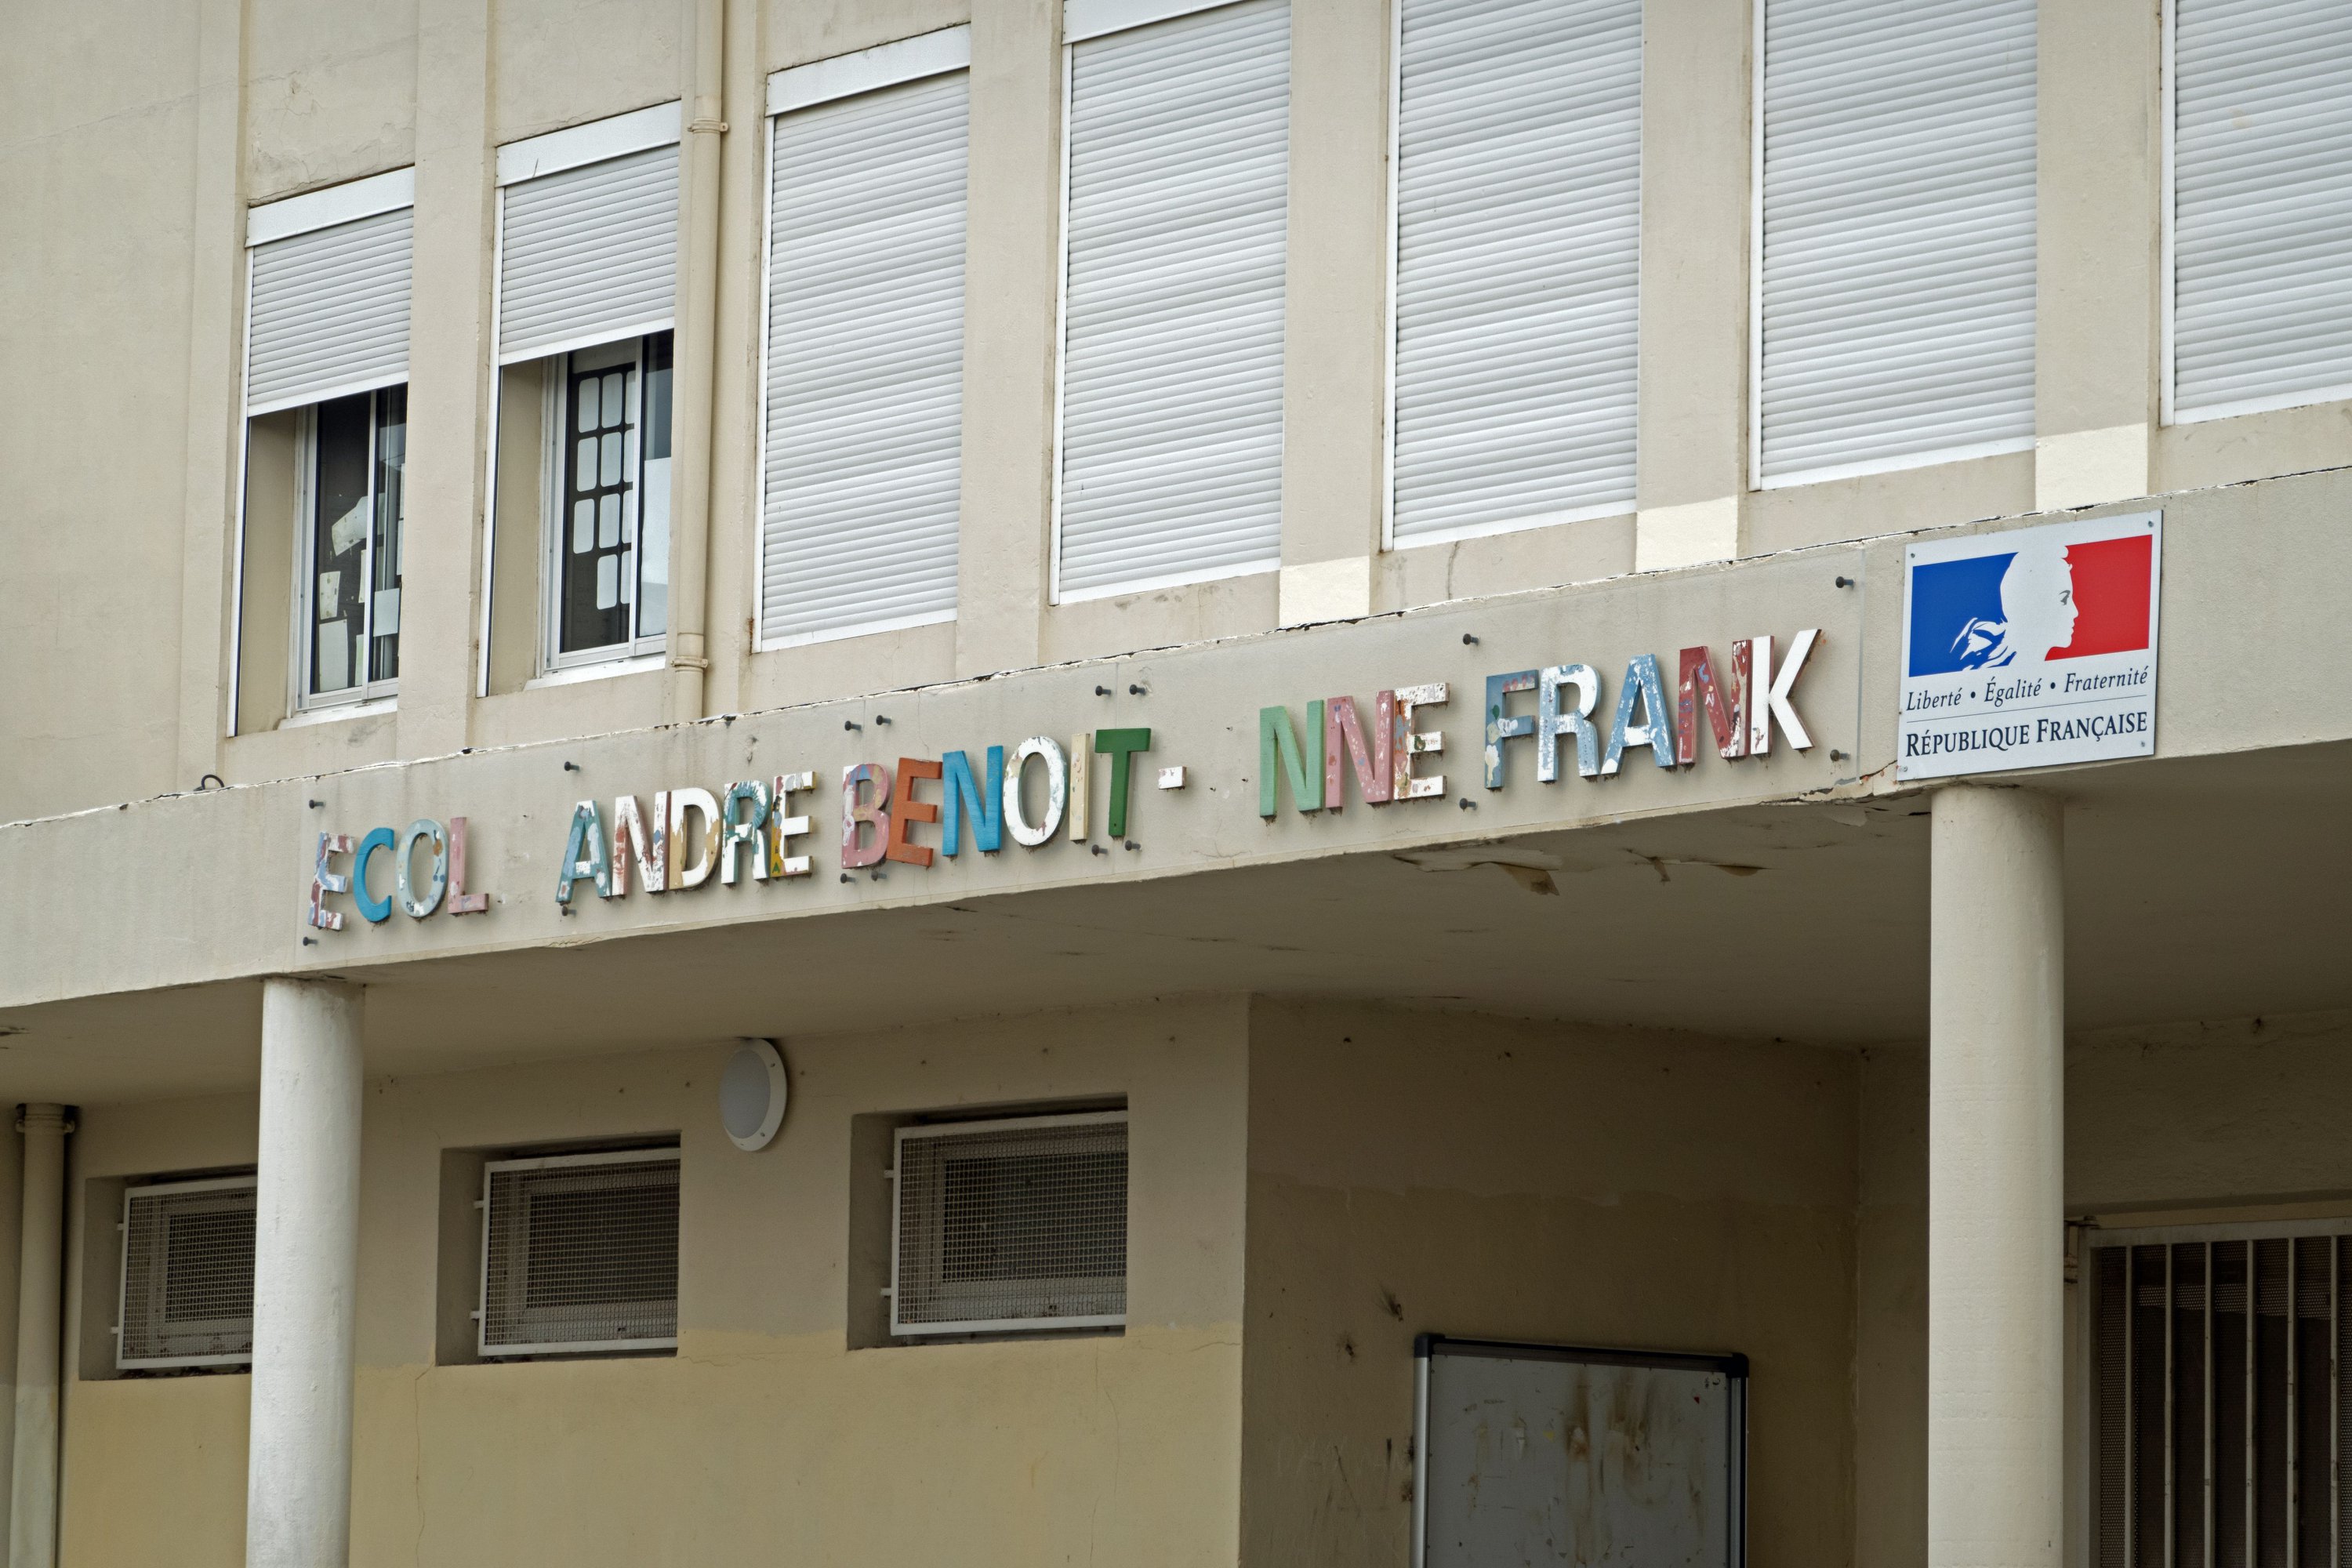 ECOL ANDRE BENOIT- NNE FRANK
Liberté • Égalité • Fraternité
RÉPUBLIQUE FRANÇAISE